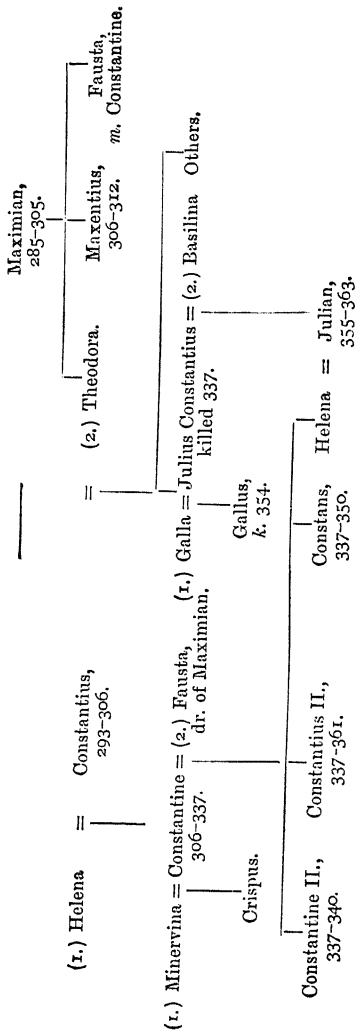 Maximian,
285–305.
(1.) Helena = Constantius, = (2.) Theodora. Maxentius, Fausta,
293–306. 306–312. m. Constantine.
(1.) Minervina = Constantine = (2.) Fausta, (1.) Galla = Julius Constantius = (2.) Basilina Others.
306–337. dr. of Maximian. killed 337.
Crispus. Gallus,
k. 354.
Constantine II., Constantius II., Constans, Helena = Julian,
337–340. 337–361. 337–350. 355–363.